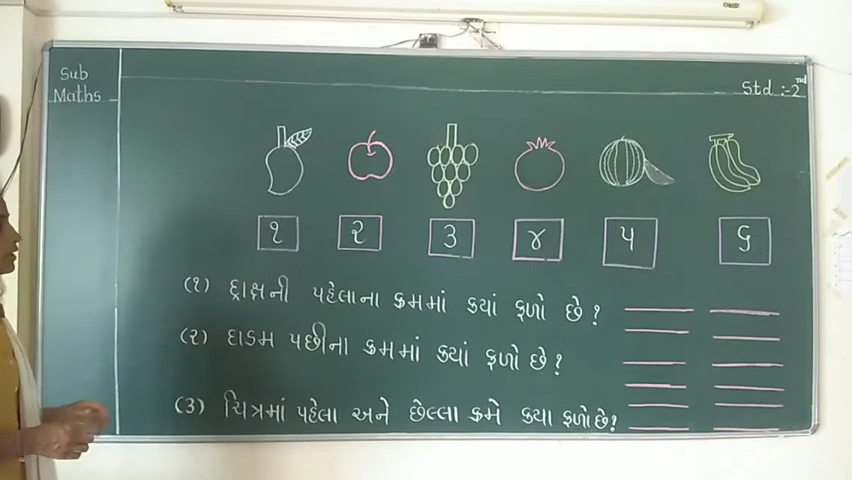 Sub
Maths
Std :- 2nd
૧ ૨ ૩ ૪ ૫ ૬
(૧) દ્રાક્ષની પહેલાના ક્રમમાં ક્યાં ફળો છે ?
(૨) દાડમ પછીના ક્રમમાં ક્યાં ફળો છે ?
(૩) ચિત્રમાં પહેલા અને છેલ્લા ક્રમે ક્યા ફળો છે ?